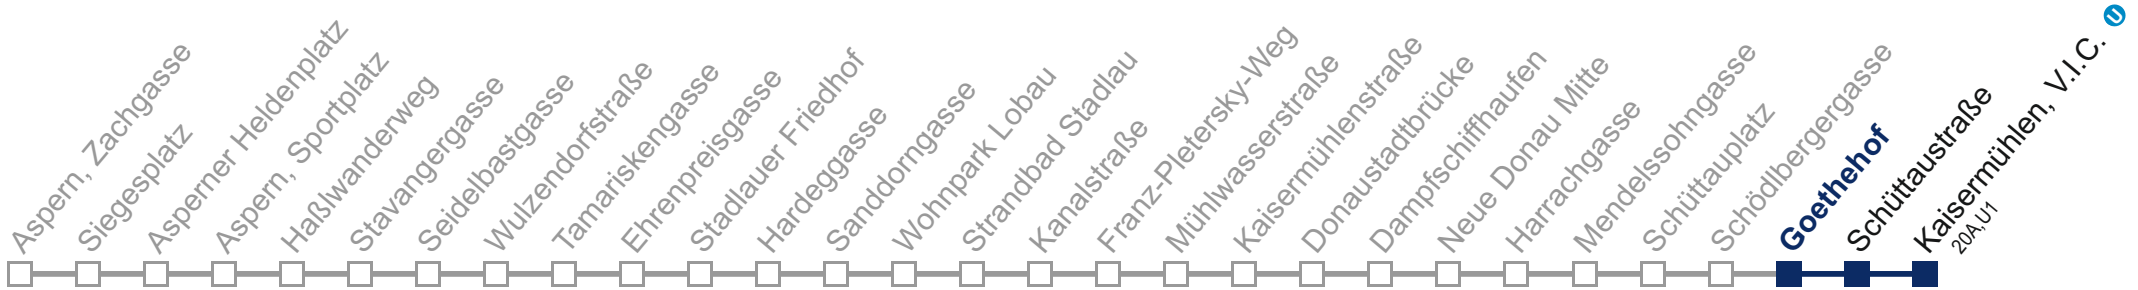 Aspern, Zachgasse
Siegesplatz
Asperner Heldenplatz
Aspern, Sportplatz
Haßlwanderweg
Stavangergasse
Seidelbastgasse
Wulzendorfstraße
Tamariskengasse
Ehrenpreisgasse
Stadlauer Friedhof
Hardeggasse
Sanddorngasse
Wohnpark Lobau
Strandbad Stadlau
Kanalstraße
Franz-Pletersky-Weg
Mühlwasserstraße
Kaisermühlenstraße
Donaustadtbrücke
Dampfschiffhaufen
Neue Donau Mitte
Harrachgasse
Mendelssohngasse
Schüttauplatz
Schödlbergergasse
Goethehof
Schüttaustraße
Kaisermühlen, V.I.C. U
20A,U1